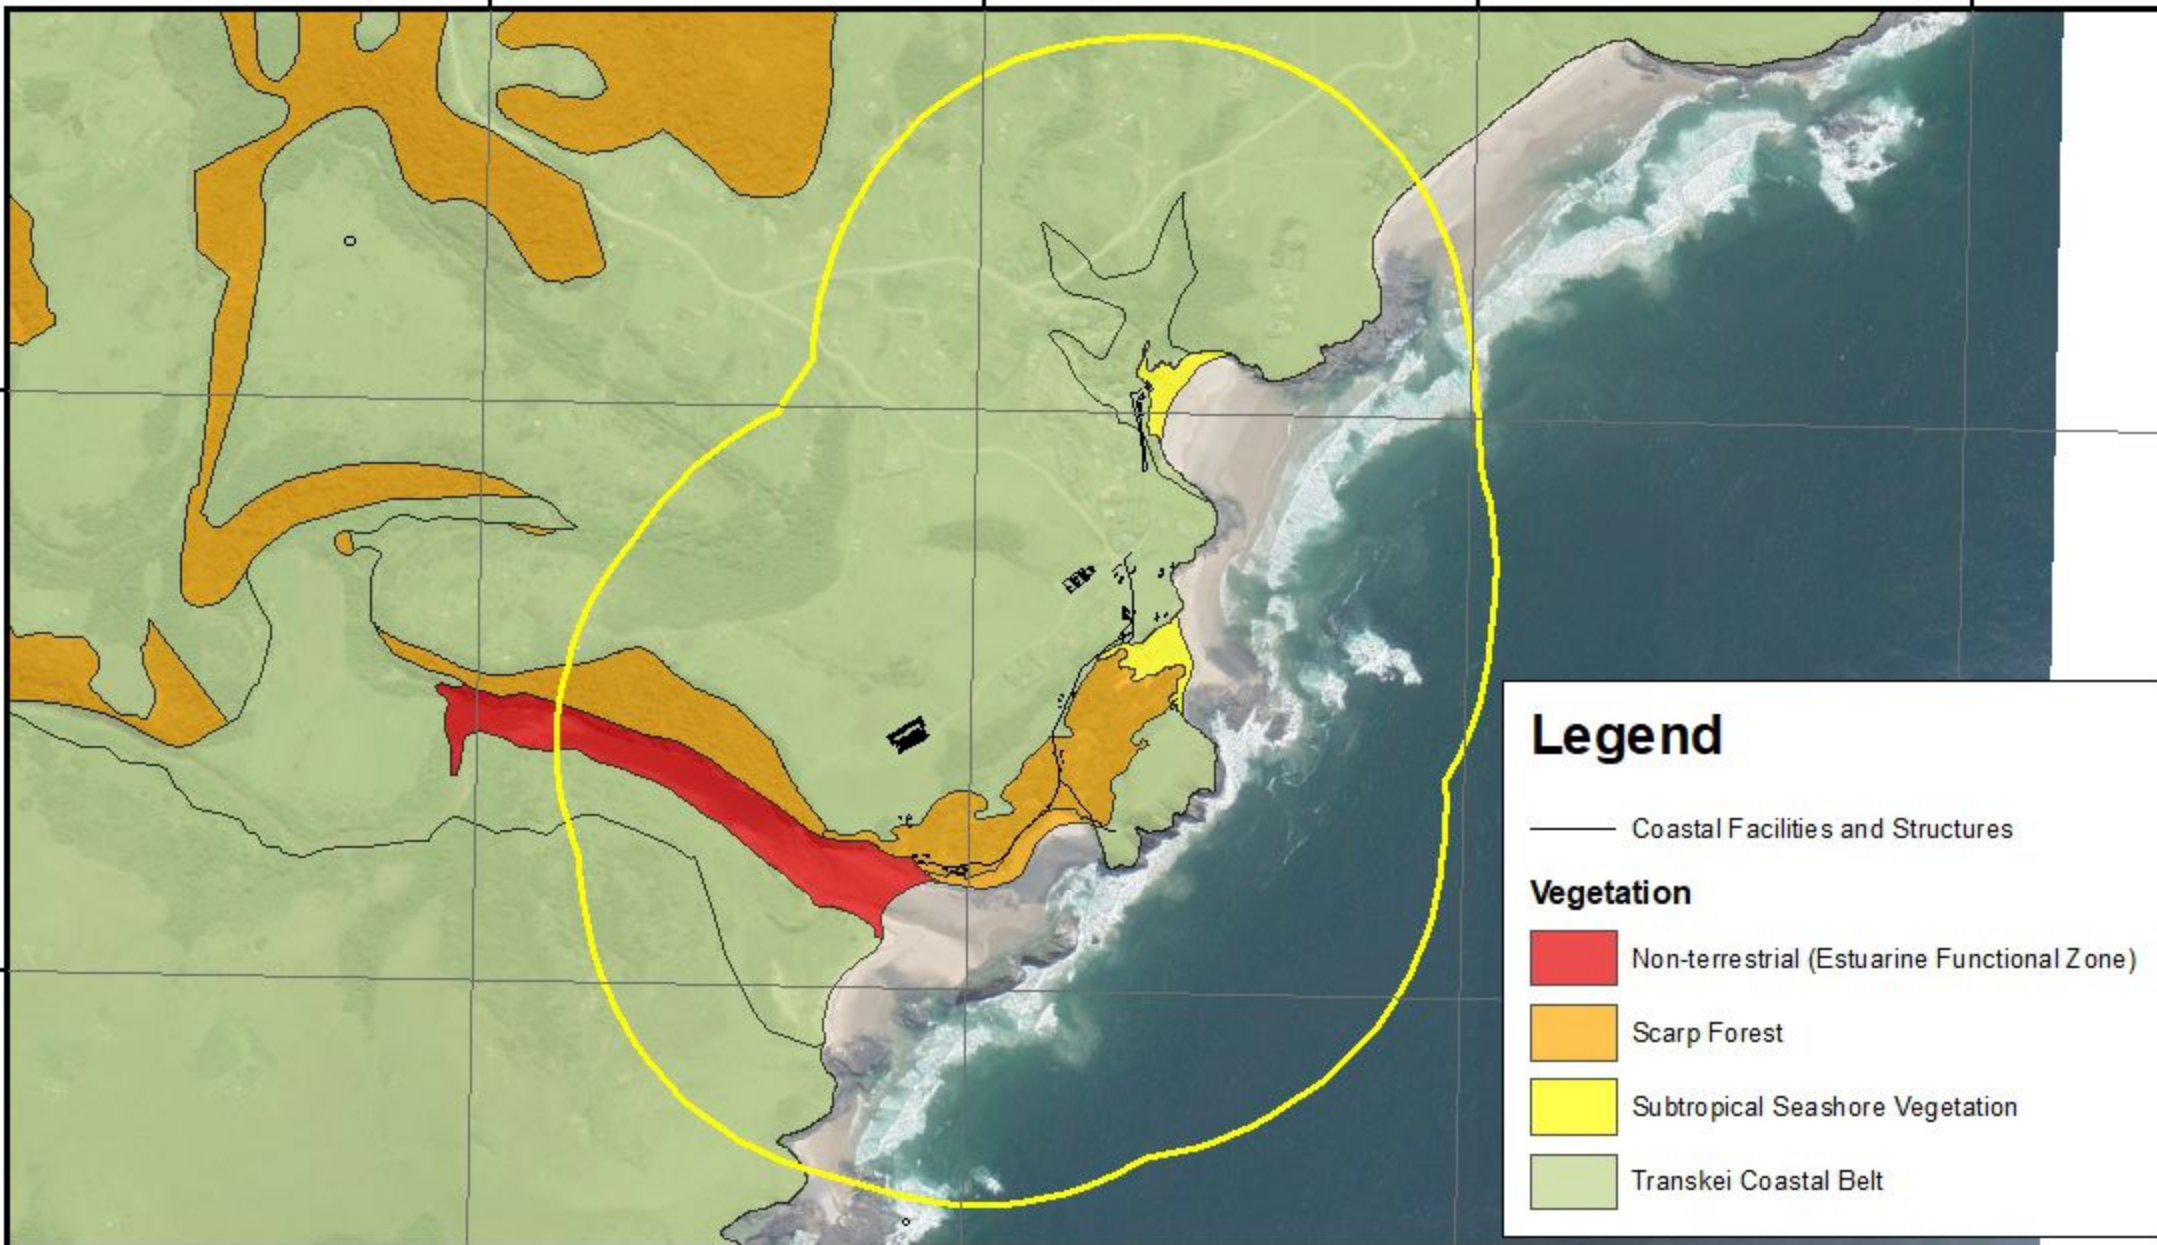 Legend
Coastal Facilities and Structures
Vegetation
Non-terrestrial (Estuarine Functional Zone)
Scarp Forest
Subtropical Seashore Vegetation
Transkei Coastal Belt